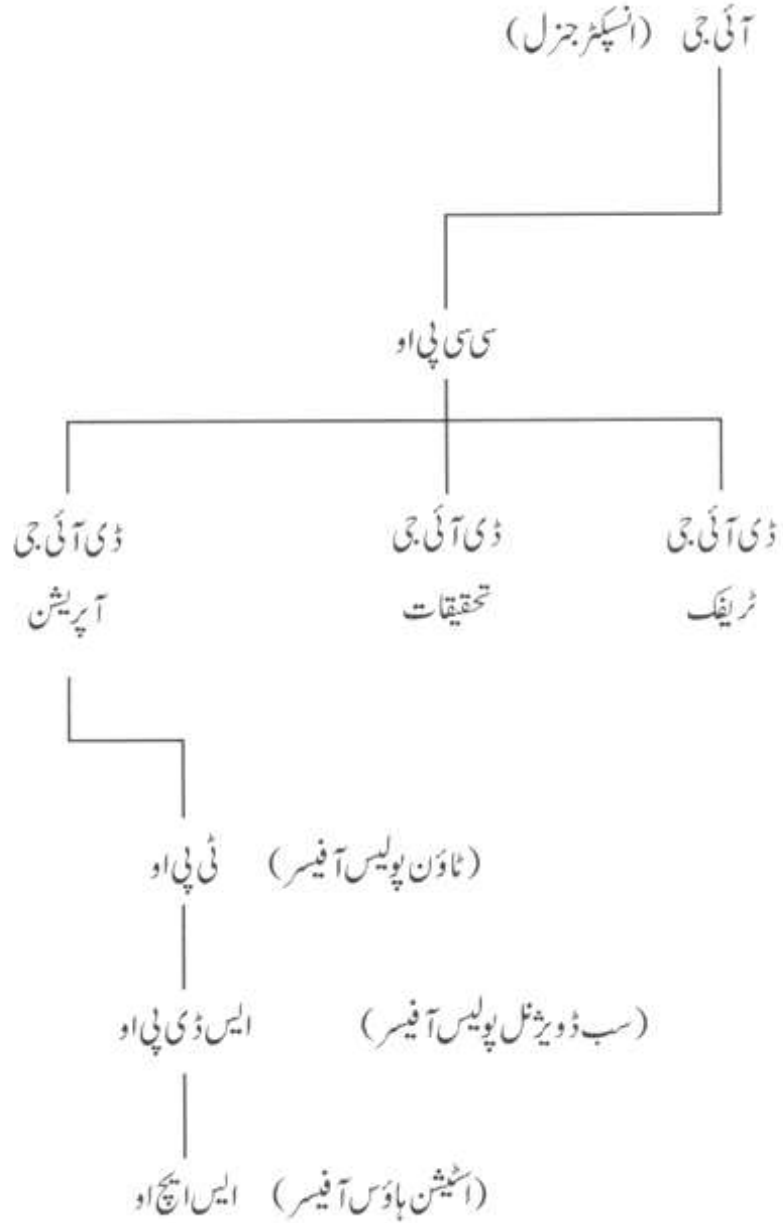 آئی جی (انسپکٹر جنرل)
سی سی پی او
ڈی آئی جی ڈی آئی جی ڈی آئی جی
ٹریفک تحقیقات آپریشن
(ٹاؤن پولیس آفیسر) ٹی پی او
(سب ڈویژنل پولیس آفیسر) ایس ڈی پی او
(اسٹیشن ہاؤس آفیسر) ایس ایچ او